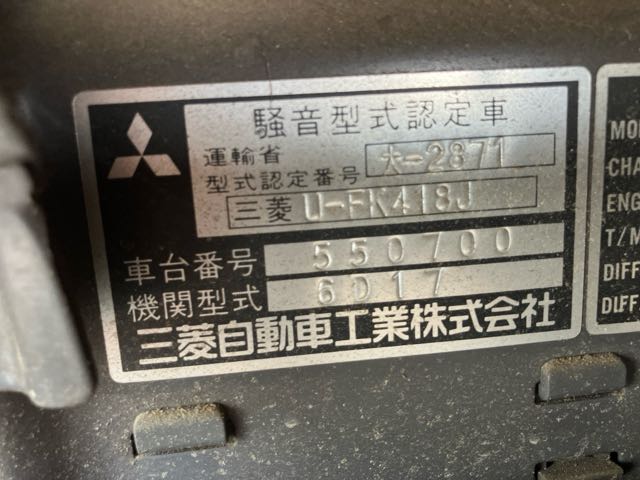 騒音型式認定車
運輸省
型式認定番号
大-2871
三菱 U-FK418J
車台番号 550700
機関型式 6D17
三菱自動車工業株式会社
MO
CHA
ENG
T/M
DIFF
DIFF